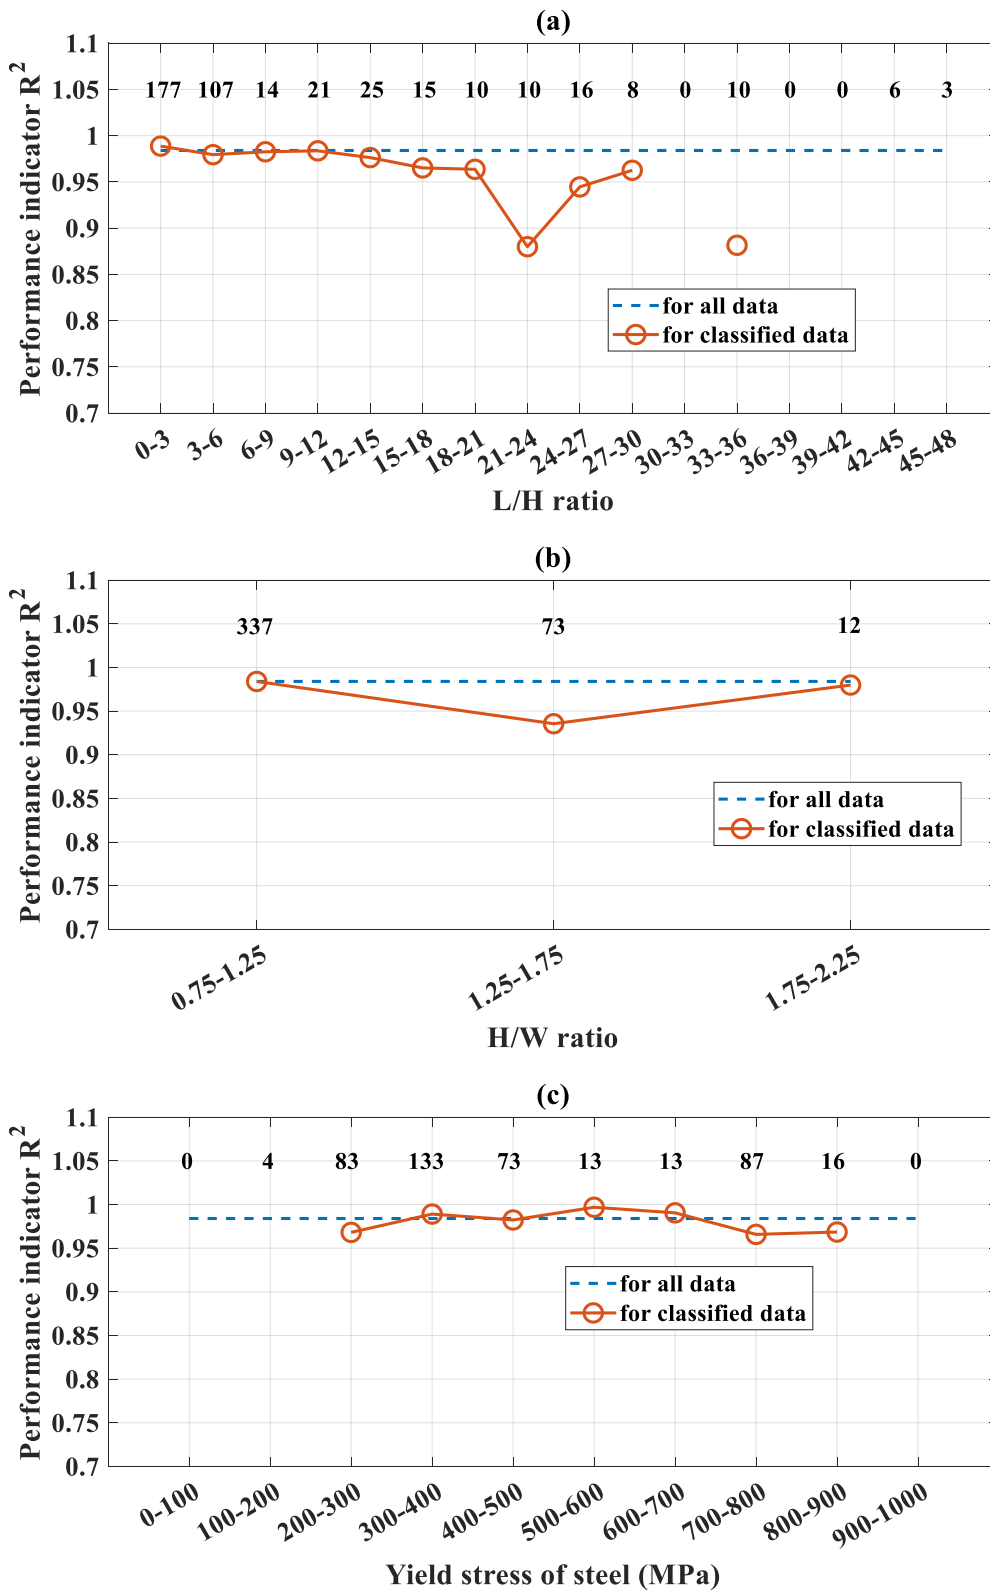 (a)
Performance indicator R²
1.1
1.05
1
0.95
0.9
0.85
0.8
0.75
0.7
177 107 14 21 25 15 10 10 16 8 0 10 0 0 6 3
for all data
for classified data
0-3 3-6 6-9 9-12 12-15 15-18 18-21 21-24 24-27 27-30 30-33 33-36 36-39 39-42 42-45 45-48
L/H ratio
(b)
Performance indicator R²
1.1
1.05
1
0.95
0.9
0.85
0.8
0.75
0.7
337 73 12
for all data
for classified data
0.75-1.25 1.25-1.75 1.75-2.25
H/W ratio
(c)
Performance indicator R²
1.1
1.05
1
0.95
0.9
0.85
0.8
0.75
0.7
0 4 83 133 73 13 13 87 16 0
for all data
for classified data
0-100 100-200 200-300 300-400 400-500 500-600 600-700 700-800 800-900 900-1000
Yield stress of steel (MPa)